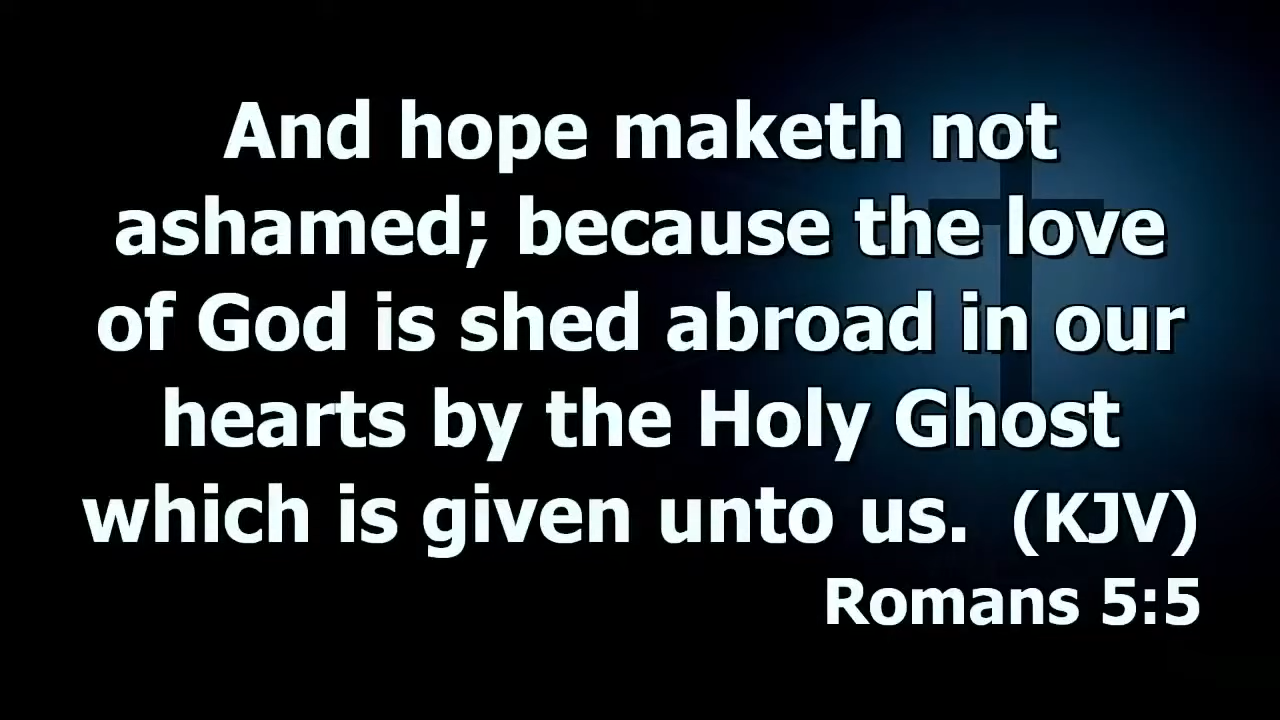 And hope maketh not
ashamed; because the love
of God is shed abroad in our
hearts by the Holy Ghost
which is given unto us.  (KJV)
Romans 5:5